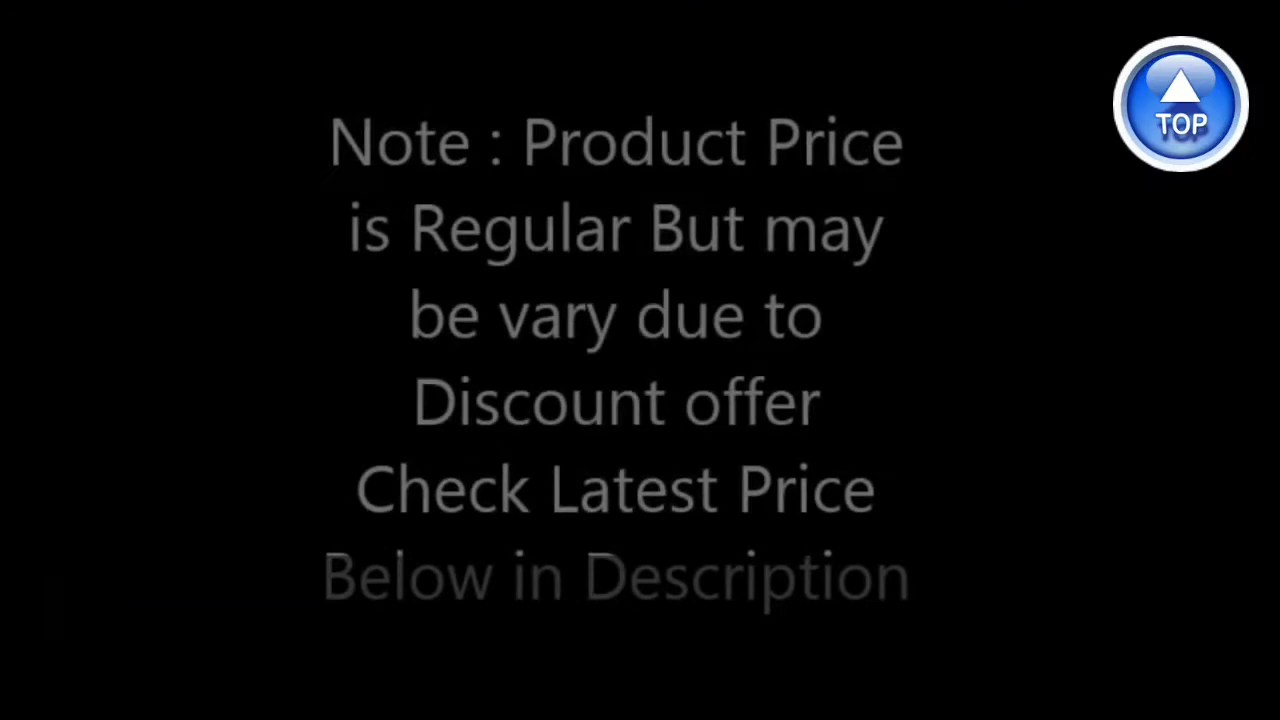 TOP
Note : Product Price
is Regular But may
be vary due to
Discount offer
Check Latest Price
Below in Description